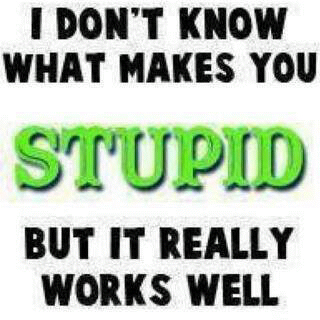 I DON'T KNOW
WHAT MAKES YOU
STUPID
BUT IT REALLY
WORKS WELL